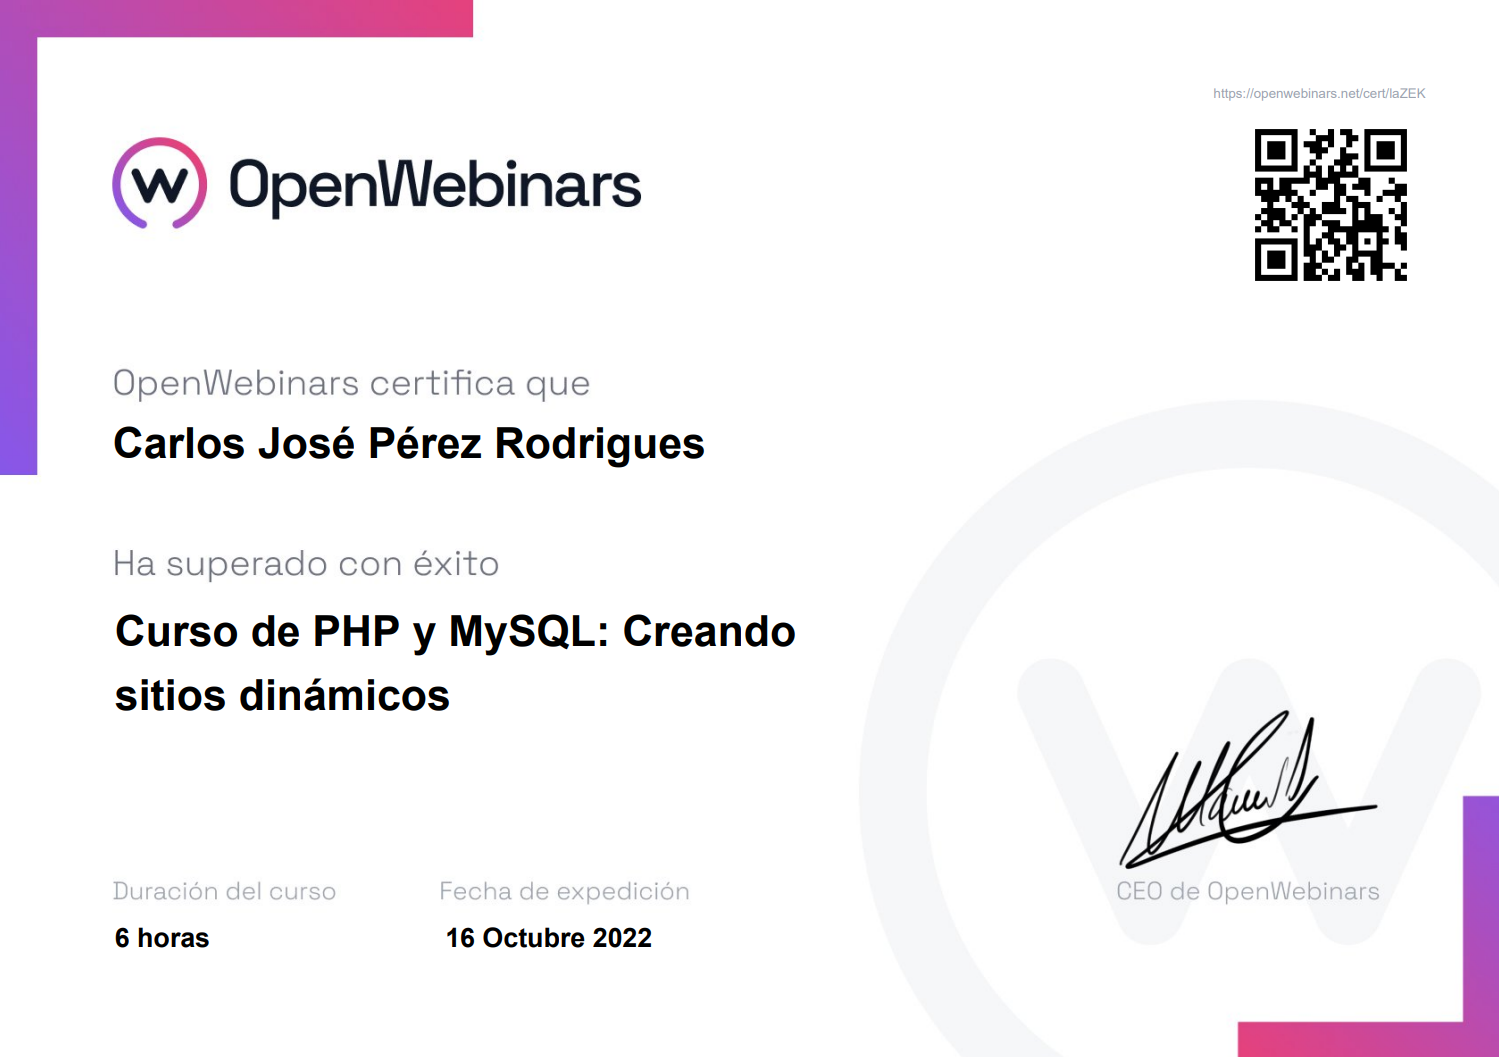 https://openwebinars.net/cert/laZEK
OpenWebinars
OpenWebinars certifica que
Carlos José Pérez Rodrigues
Ha superado con éxito
Curso de PHP y MySQL: Creando
sitios dinámicos
CEO de OpenWebinars
Duración del curso
Fecha de expedición
6 horas
16 Octubre 2022